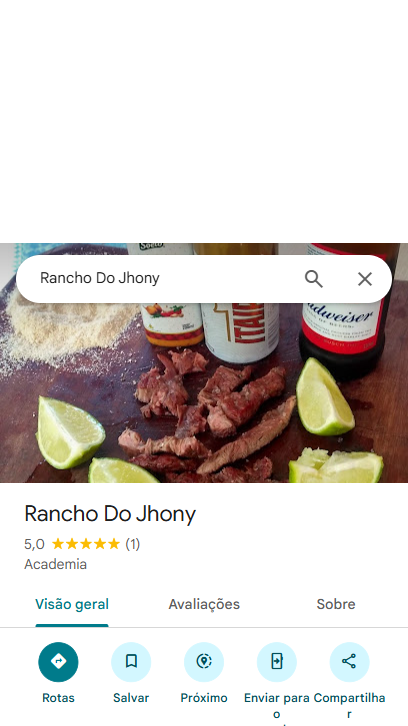 Rancho Do Jhony
Budweiser
Rancho Do Jhony
5,0 ★★★★★ (1)
Academia
Visão geral
Avaliações
Sobre
Rotas
Salvar
Próximo
Enviar para o
Compartilhar